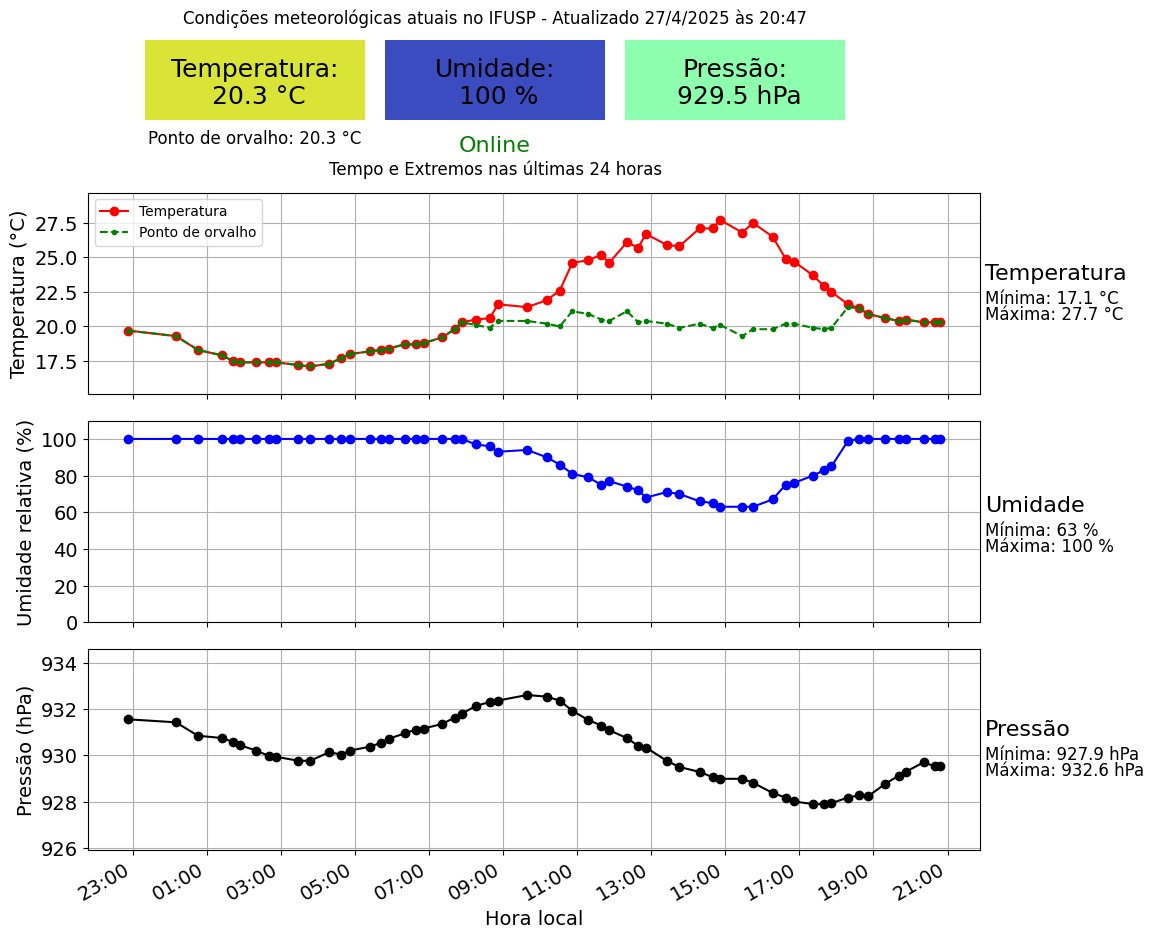 Condições meteorológicas atuais no IFUSP - Atualizado 27/4/2025 às 20:47
Temperatura:
20.3 °C
Umidade:
100 %
Pressão:
929.5 hPa
Ponto de orvalho: 20.3 °C
Online
Tempo e Extremos nas últimas 24 horas
Temperatura (°C)
27.5
25.0
22.5
20.0
17.5
Temperatura
Ponto de orvalho
Temperatura
Mínima: 17.1 °C
Máxima: 27.7 °C
Umidade relativa (%)
100
80
60
40
20
0
Umidade
Mínima: 63 %
Máxima: 100 %
Pressão (hPa)
934
932
930
928
926
Pressão
Mínima: 927.9 hPa
Máxima: 932.6 hPa
23:00 01:00 03:00 05:00 07:00 09:00 11:00 13:00 15:00 17:00 19:00 21:00
Hora local